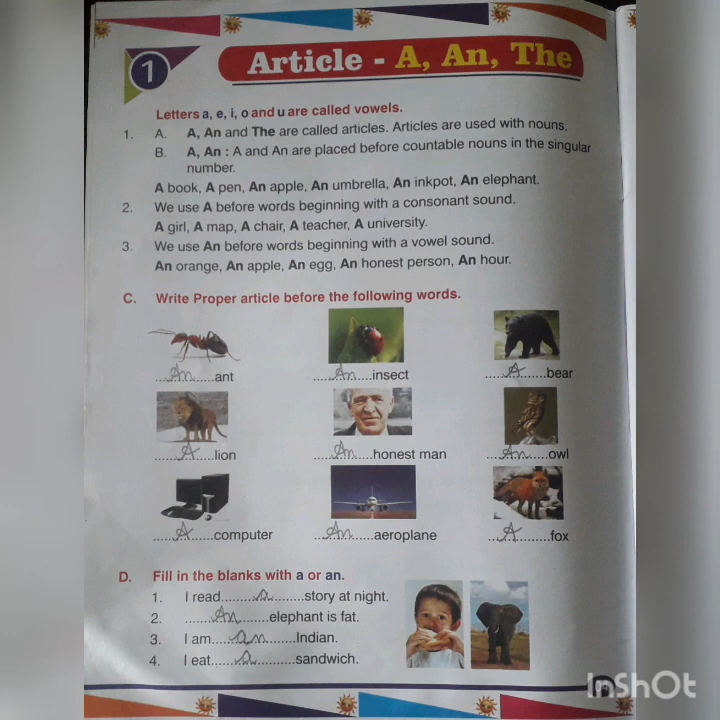 1
Article - A, An, The
Letters a, e, i, o and u are called vowels.
1. A. A, An and The are called articles. Articles are used with nouns.
B. A, An : A and An are placed before countable nouns in the singular
number.
A book, A pen, An apple, An umbrella, An inkpot, An elephant.
2. We use A before words beginning with a consonant sound.
A girl, A map, A chair, A teacher, A university.
3. We use An before words beginning with a vowel sound.
An orange, An apple, An egg, An honest person, An hour.
C. Write Proper article before the following words.
...An......ant ...An......insect ...A......bear
...A......lion ...An......honest man ...An......owl
...A......computer ...An......aeroplane ...A......fox
D. Fill in the blanks with a or an.
1. I read........a........story at night.
2. ........An........elephant is fat.
3. I am.....an........Indian.
4. I eat.....a..........sandwich.
InShOt